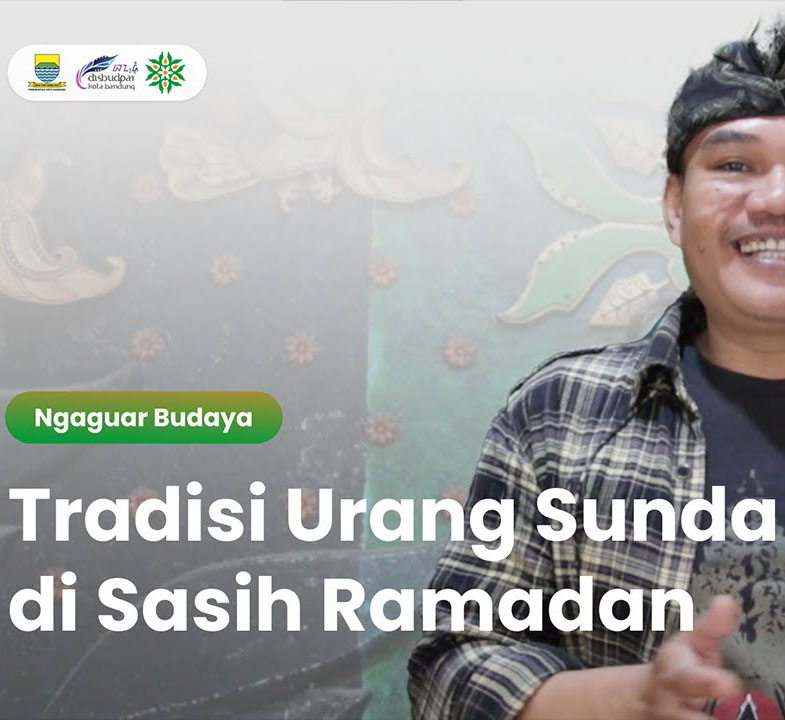 disbudpar
kota bandung
Ngaguar Budaya
Tradisi Urang Sunda
di Sasih Ramadan